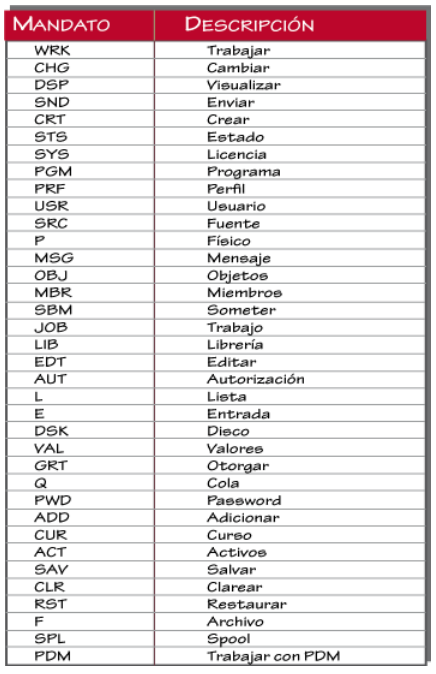 MANDATO DESCRIPCIÓN
WRK Trabajar
CHG Cambiar
DSP Visualizar
SND Enviar
CRT Crear
STS Estado
SYS Licencia
PGM Programa
PRF Perfil
USR Usuario
SRC Fuente
P Físico
MSG Mensaje
OBJ Objetos
MBR Miembros
SBM Someter
JOB Trabajo
LIB Librería
EDT Editar
AUT Autorización
L Lista
E Entrada
DSK Disco
VAL Valores
GRT Otorgar
Q Cola
PWD Password
ADD Adicionar
CUR Curso
ACT Activos
SAV Salvar
CLR Clarear
RST Restaurar
F Archivo
SPL Spool
PDM Trabajar con PDM